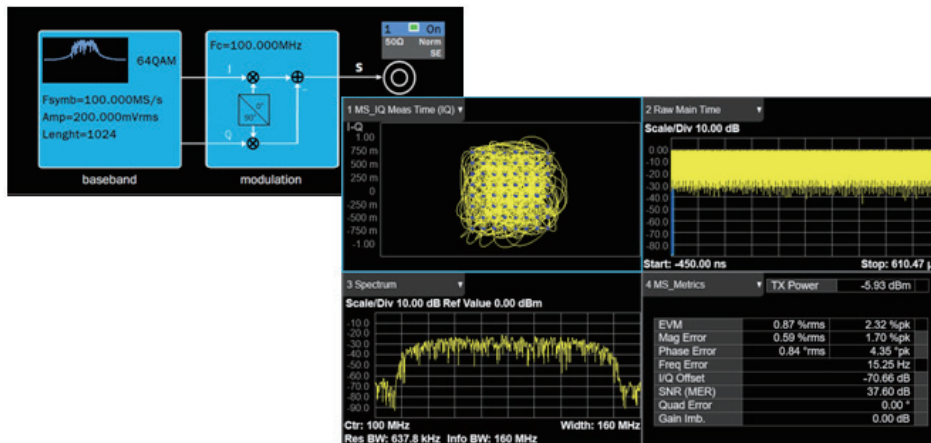 1 On
50Ω Norm
SE
64QAM
Fsymb=100.000MS/s
Amp=200.000mVrms
Lenght=1024
baseband
Fc=100.000MHz
I
Q
0°
90°
modulation
S
1 MS_IQ Meas Time (IQ)
I-Q
1.00
750 m
500 m
250 m
0
-250 m
-500 m
-750 m
-1.00
2 Raw Main Time
Scale/Div 10.00 dB
0.00
-10.0
-20.0
-30.0
-40.0
-50.0
-60.0
-70.0
-80.0
Start: -450.00 ns Stop: 610.47 µ
3 Spectrum
Scale/Div 10.00 dB Ref Value 0.00 dBm
-10.0
-20.0
-30.0
-40.0
-50.0
-60.0
-70.0
-80.0
-90.0
Ctr: 100 MHz Width: 160 MHz
Res BW: 637.8 kHz Info BW: 160 MHz
4 MS_Metrics TX Power -5.93 dBm
EVM 0.87 %rms 2.32 %pk
Mag Error 0.59 %rms 1.70 %pk
Phase Error 0.84 °rms 4.35 °pk
Freq Error 15.25 Hz
I/Q Offset -70.66 dB
SNR (MER) 37.60 dB
Quad Error 0.00 °
Gain Imb. 0.00 dB